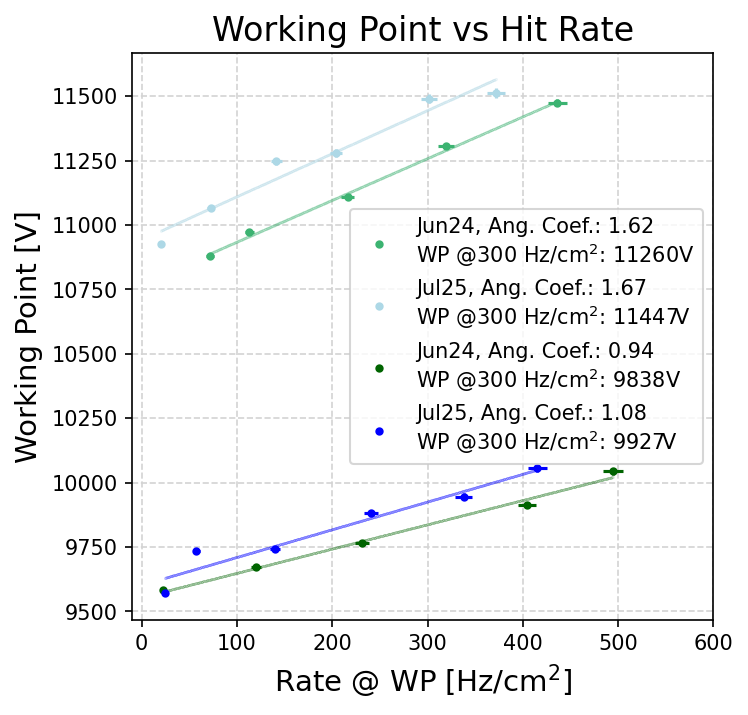 Working Point vs Hit Rate
Working Point [V]
11500
11250
11000
10750
10500
10250
10000
9750
9500
Jun24, Ang. Coef.: 1.62
WP @300 Hz/cm²: 11260V
Jul25, Ang. Coef.: 1.67
WP @300 Hz/cm²: 11447V
Jun24, Ang. Coef.: 0.94
WP @300 Hz/cm²: 9838V
Jul25, Ang. Coef.: 1.08
WP @300 Hz/cm²: 9927V
0 100 200 300 400 500 600
Rate @ WP [Hz/cm²]